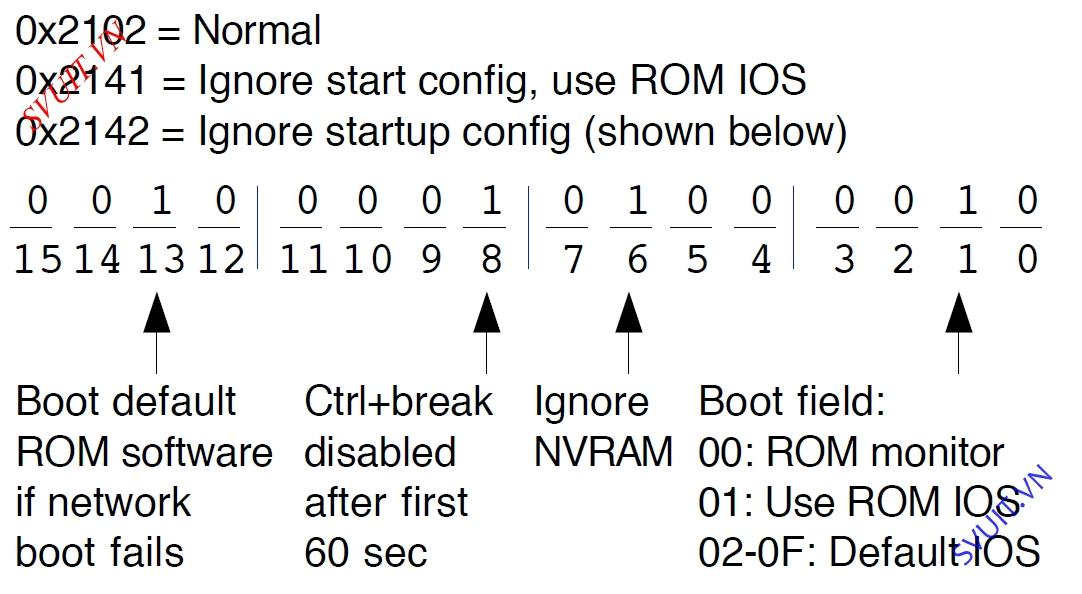 0x2102 = Normal
0x2141 = Ignore start config, use ROM IOS
0x2142 = Ignore startup config (shown below)
SVUIT.VN
0 0 1 0 0 0 0 1 0 1 0 0 0 0 1 0
15 14 13 12 11 10 9 8 7 6 5 4 3 2 1 0
Boot default
ROM software
if network
boot fails
Ctrl+break
disabled
after first
60 sec
Ignore
NVRAM
Boot field:
00: ROM monitor
01: Use ROM IOS
02-0F: Default IOS
SVUIT.VN